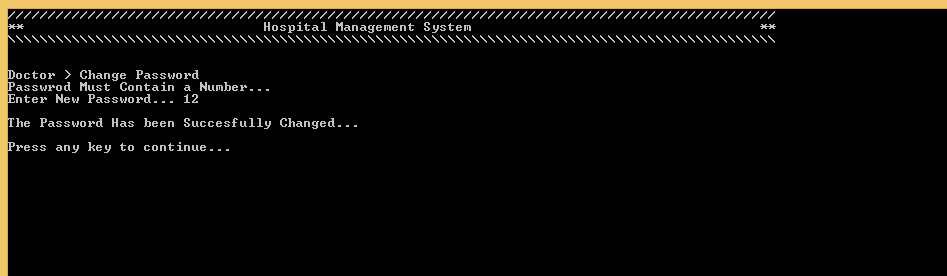 ////////////////////////////////////////////////////////////////////////////////////////////////
**                              Hospital Management System                                    **
\\\\\\\\\\\\\\\\\\\\\\\\\\\\\\\\\\\\\\\\\\\\\\\\\\\\\\\\\\\\\\\\\\\\\\\\\\\\\\\\\\\\\\\\\\\\\\\\
Doctor > Change Password
Passwrod Must Contain a Number...
Enter New Password... 12
The Password Has been Succesfully Changed...
Press any key to continue...